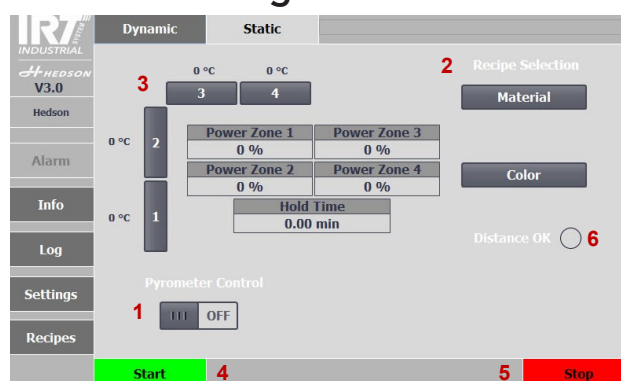 IRT SYSTEM
INDUSTRIAL
HEDSON
V3.0
Hedson
Alarm
Info
Log
Settings
Recipes
Dynamic
Static
0 °C
0 °C
3
3
4
0 °C
2
0 °C
1
Power Zone 1
Power Zone 3
0 %
0 %
Power Zone 2
Power Zone 4
0 %
0 %
Hold Time
0.00 min
2
Recipe Selection
Material
Color
Distance OK
6
Pyrometer Control
1
OFF
Start
4
5
Stop